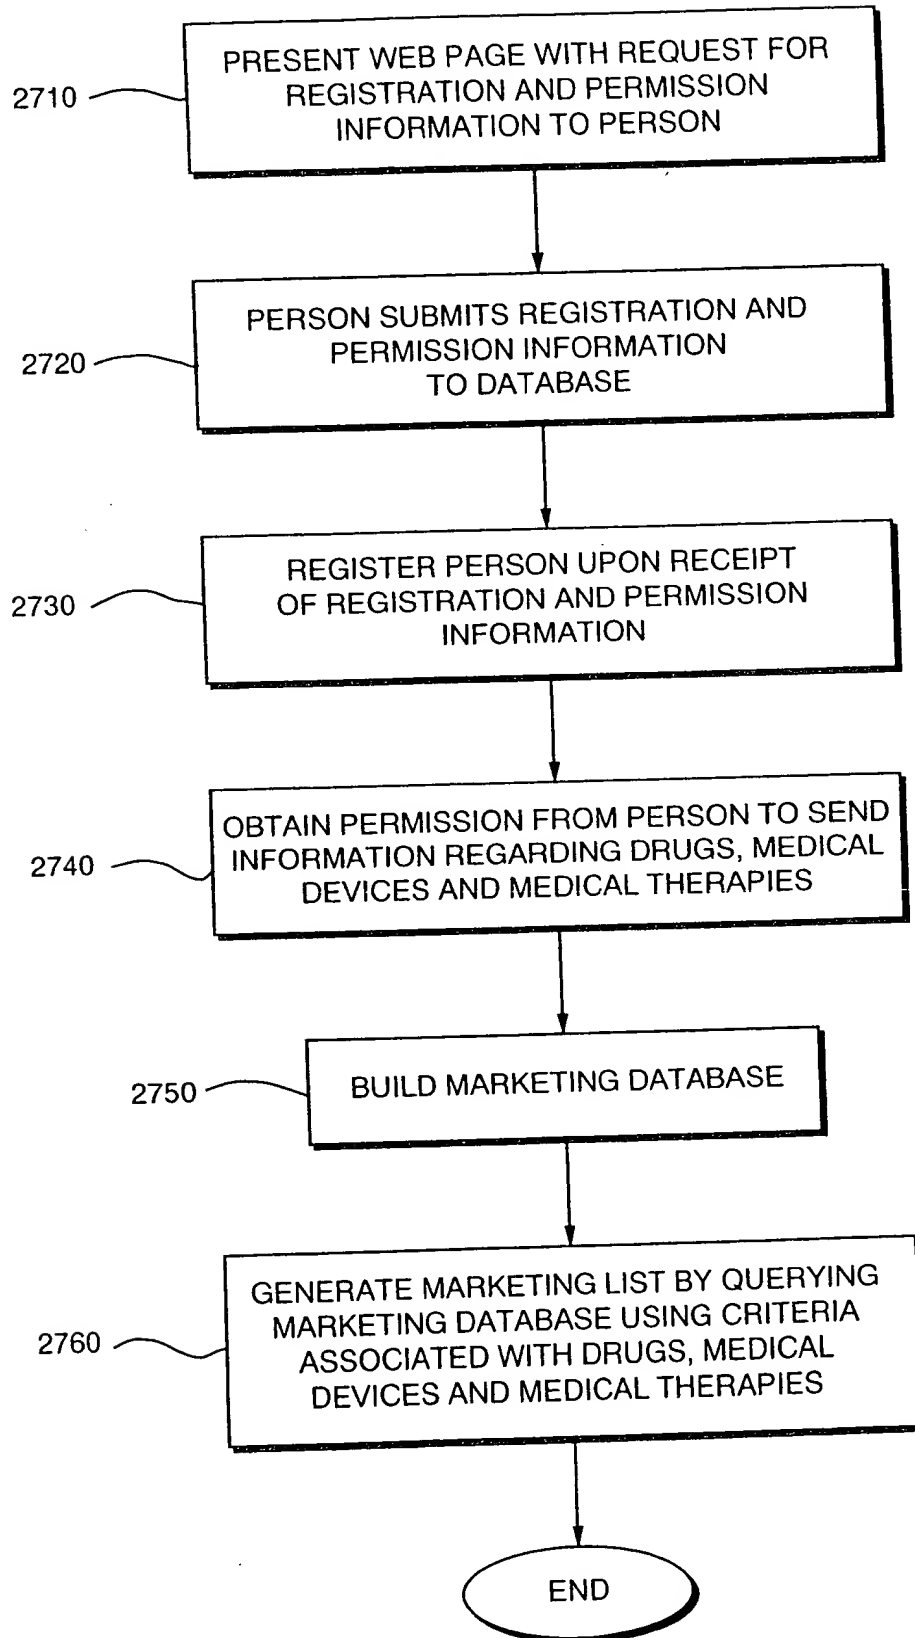 2710
PRESENT WEB PAGE WITH REQUEST FOR
REGISTRATION AND PERMISSION
INFORMATION TO PERSON
2720
PERSON SUBMITS REGISTRATION AND
PERMISSION INFORMATION
TO DATABASE
2730
REGISTER PERSON UPON RECEIPT
OF REGISTRATION AND PERMISSION
INFORMATION
2740
OBTAIN PERMISSION FROM PERSON TO SEND
INFORMATION REGARDING DRUGS, MEDICAL
DEVICES AND MEDICAL THERAPIES
2750
BUILD MARKETING DATABASE
2760
GENERATE MARKETING LIST BY QUERYING
MARKETING DATABASE USING CRITERIA
ASSOCIATED WITH DRUGS, MEDICAL
DEVICES AND MEDICAL THERAPIES
END